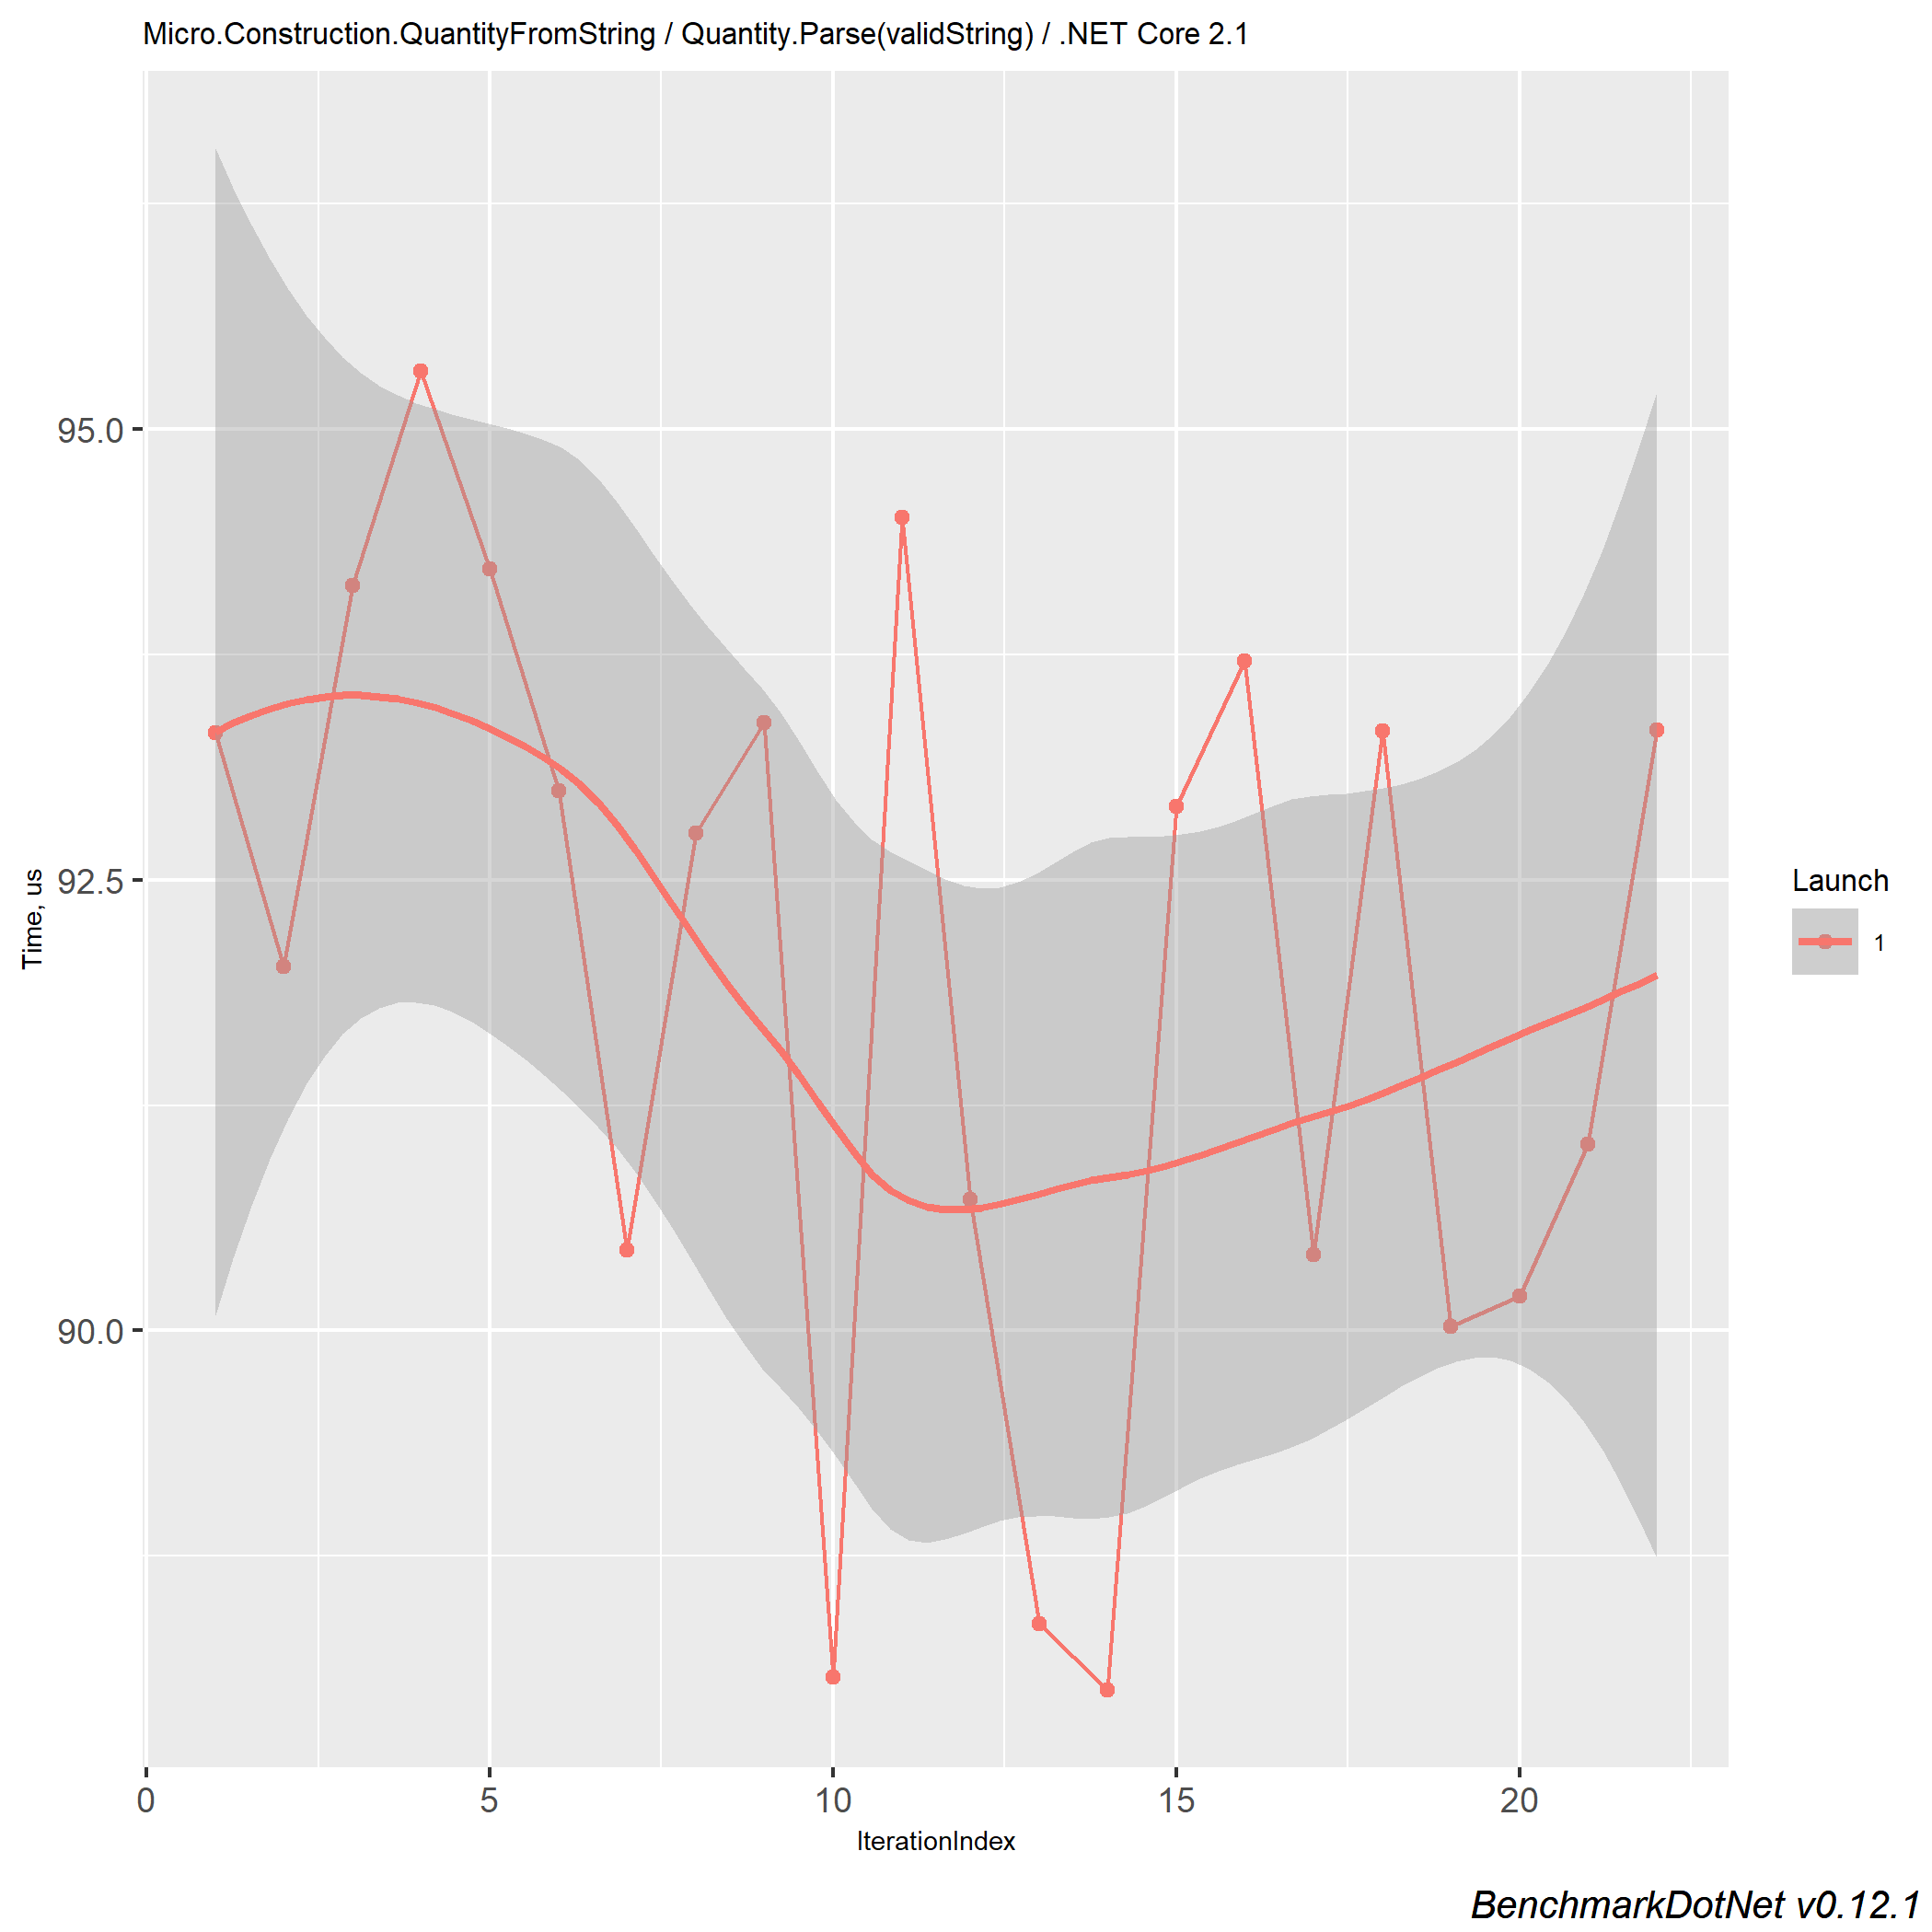 Micro.Construction.QuantityFromString / Quantity.Parse(validString) / .NET Core 2.1
95.0
92.5
90.0
Time, us
0 5 10 15 20
IterationIndex
Launch
1
BenchmarkDotNet v0.12.1